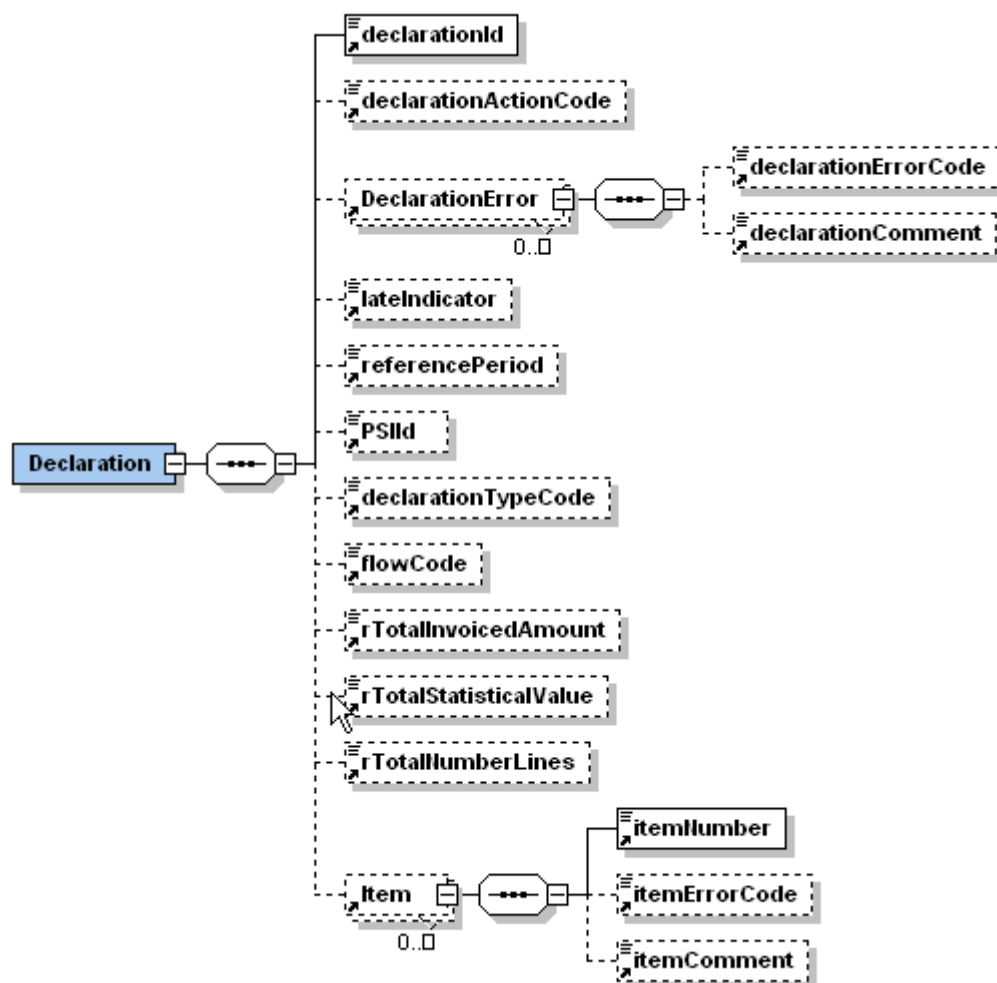 declarationId
declarationActionCode
DeclarationError
0..
declarationErrorCode
declarationComment
lateIndicator
referencePeriod
PSIId
Declaration
declarationTypeCode
flowCode
rTotalInvoicedAmount
rTotalStatisticalValue
rTotalNumberLines
Item
0..
itemNumber
itemErrorCode
itemComment